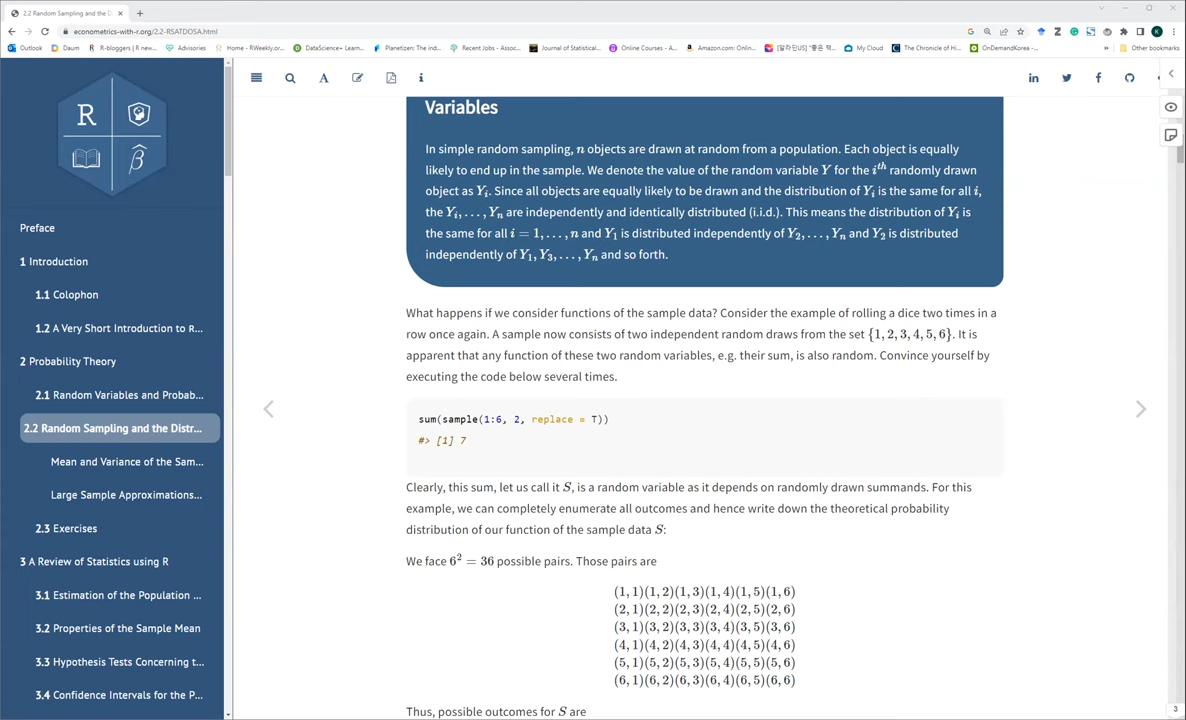 2.2 Random Sampling and the Di
econometrics-with-r.org/2.2-RSATDOSA.html
Outlook Daum R-bloggers | R new... Advisories Home - RWeekly.or... DataScience+ Learn... Planetizen: The ind... Recent Jobs - Assoc... Journal of Statistical... Online Courses - A... Amazon.com: Onlin... [알라딘US] "좋은 책... My Cloud The Chronicle of Hi... OnDemandKorea -... » Other bookmarks
R
β̂
Preface
1 Introduction
1.1 Colophon
1.2 A Very Short Introduction to R...
2 Probability Theory
2.1 Random Variables and Probab...
2.2 Random Sampling and the Distr...
Mean and Variance of the Sam...
Large Sample Approximations...
2.3 Exercises
3 A Review of Statistics using R
3.1 Estimation of the Population ...
3.2 Properties of the Sample Mean
3.3 Hypothesis Tests Concerning t...
3.4 Confidence Intervals for the P...
Variables
In simple random sampling, n objects are drawn at random from a population. Each object is equally
likely to end up in the sample. We denote the value of the random variable Y for the iᵗʰ randomly drawn
object as Yᵢ. Since all objects are equally likely to be drawn and the distribution of Yᵢ is the same for all i,
the Yᵢ, …, Yₙ are independently and identically distributed (i.i.d.). This means the distribution of Yᵢ is
the same for all i = 1, …, n and Y₁ is distributed independently of Y₂, …, Yₙ and Y₂ is distributed
independently of Y₁, Y₃, …, Yₙ and so forth.
What happens if we consider functions of the sample data? Consider the example of rolling a dice two times in a
row once again. A sample now consists of two independent random draws from the set {1, 2, 3, 4, 5, 6}. It is
apparent that any function of these two random variables, e.g. their sum, is also random. Convince yourself by
executing the code below several times.
sum(sample(1:6, 2, replace = T))
#> [1] 7
Clearly, this sum, let us call it S, is a random variable as it depends on randomly drawn summands. For this
example, we can completely enumerate all outcomes and hence write down the theoretical probability
distribution of our function of the sample data S:
We face 6² = 36 possible pairs. Those pairs are
(1, 1)(1, 2)(1, 3)(1, 4)(1, 5)(1, 6)
(2, 1)(2, 2)(2, 3)(2, 4)(2, 5)(2, 6)
(3, 1)(3, 2)(3, 3)(3, 4)(3, 5)(3, 6)
(4, 1)(4, 2)(4, 3)(4, 4)(4, 5)(4, 6)
(5, 1)(5, 2)(5, 3)(5, 4)(5, 5)(5, 6)
(6, 1)(6, 2)(6, 3)(6, 4)(6, 5)(6, 6)
Thus, possible outcomes for S are
3